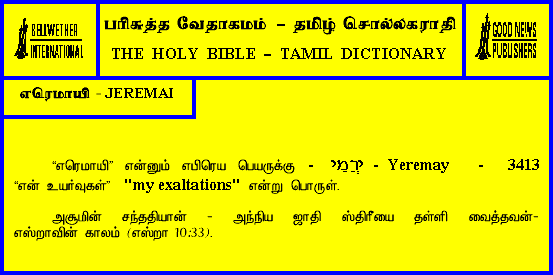 BELLWETHER
INTERNATIONAL
பரிசுத்த வேதாகமம் – தமிழ் சொல்லகராதி
THE HOLY BIBLE – TAMIL DICTIONARY
GOOD NEWS
PUBLISHERS
எரெமாயி - JEREMAI
“எரெமாயி” என்னும் எபிரெய பெயருக்கு - יְרֵמַי - Yeremay - 3413
“என் உயர்வுகள்” "my exaltations" என்று பொருள்.
அசூமின் சந்ததியான் - அந்நிய ஜாதி ஸ்திரீயை தள்ளி வைத்தவன்-
எஸ்றாவின் காலம் (எஸ்றா 10:33).